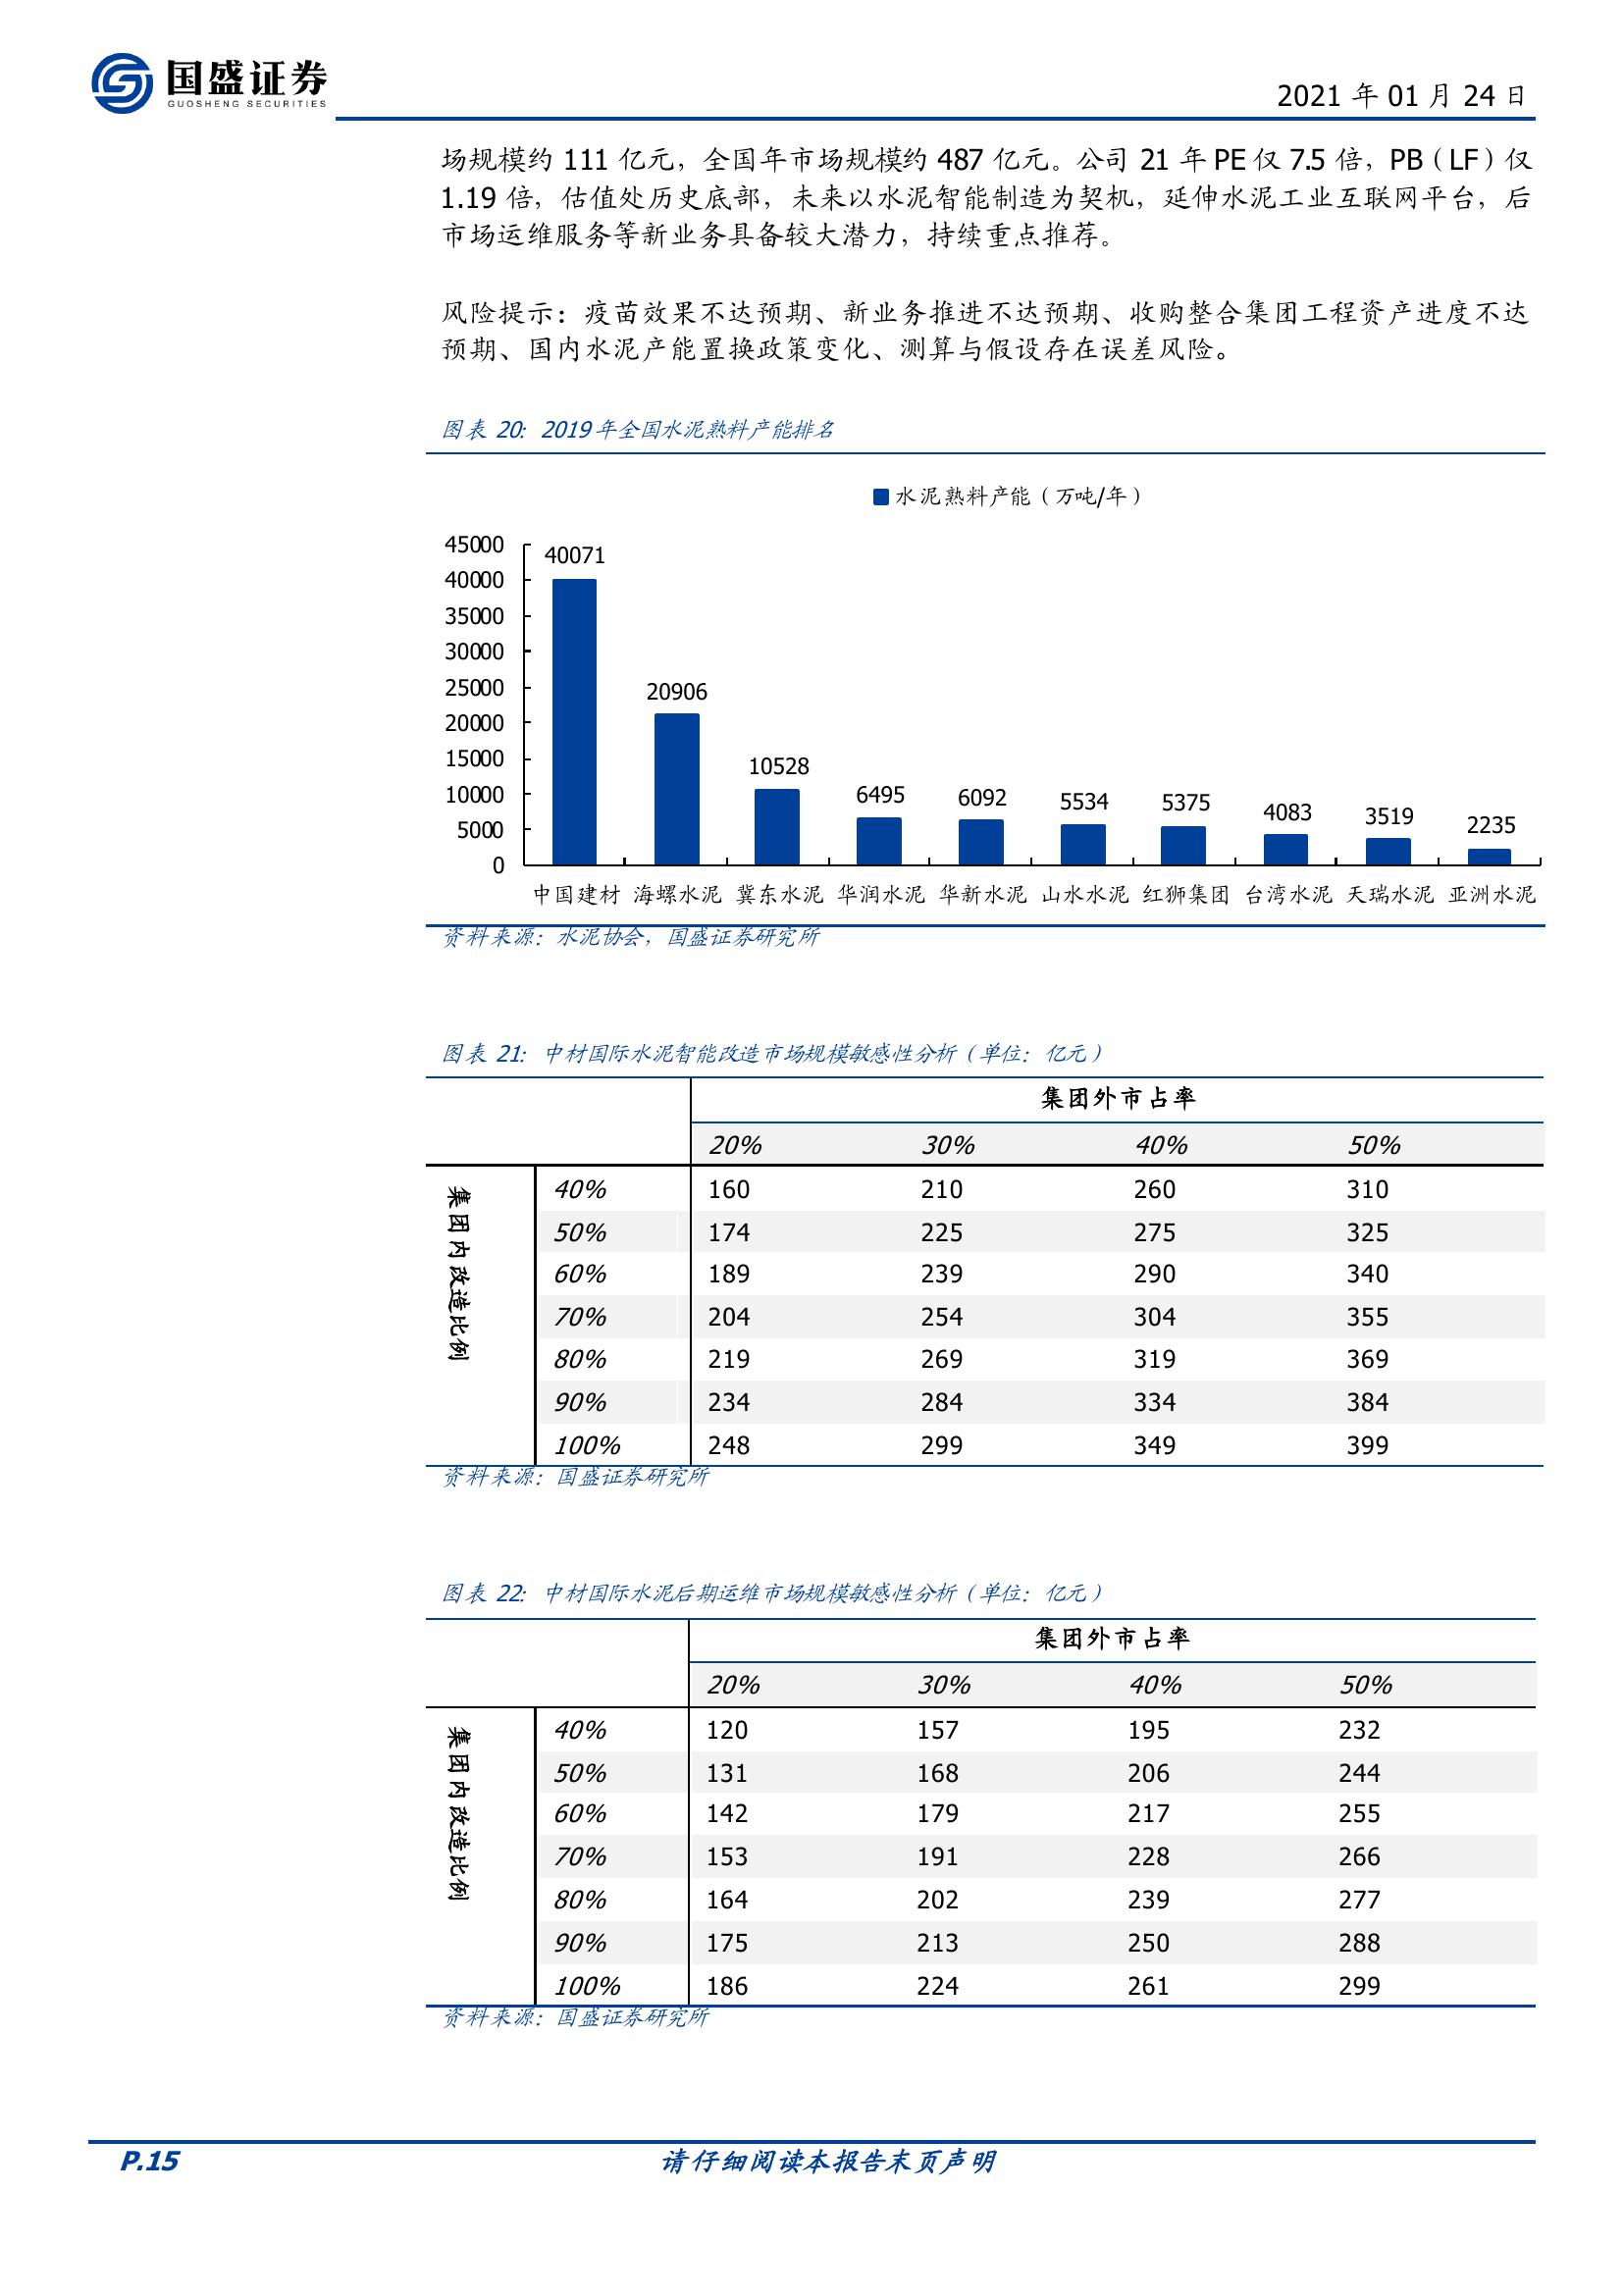 国盛证券
GUOSHENG SECURITIES
2021 年 01 月 24 日
场规模约 111 亿元，全国年市场规模约 487 亿元。公司 21 年 PE 仅 7.5 倍，PB（LF）仅
1.19 倍，估值处历史底部，未来以水泥智能制造为契机，延伸水泥工业互联网平台，后
市场运维服务等新业务具备较大潜力，持续重点推荐。
风险提示：疫苗效果不达预期、新业务推进不达预期、收购整合集团工程资产进度不达
预期、国内水泥产能置换政策变化、测算与假设存在误差风险。
图表 20：2019 年全国水泥熟料产能排名
水泥熟料产能（万吨/年）
45000
40000
35000
30000
25000
20000
15000
10000
5000
0
40071
20906
10528
6495
6092
5534
5375
4083
3519
2235
中国建材 海螺水泥 冀东水泥 华润水泥 华新水泥 山水水泥 红狮集团 台湾水泥 天瑞水泥 亚洲水泥
资料来源：水泥协会，国盛证券研究所
图表 21：中材国际水泥智能改造市场规模敏感性分析（单位：亿元）
集团外市占率
20% 30% 40% 50%
集团内改造比例
40% 160 210 260 310
50% 174 225 275 325
60% 189 239 290 340
70% 204 254 304 355
80% 219 269 319 369
90% 234 284 334 384
100% 248 299 349 399
资料来源：国盛证券研究所
图表 22：中材国际水泥后期运维市场规模敏感性分析（单位：亿元）
集团外市占率
20% 30% 40% 50%
集团内改造比例
40% 120 157 195 232
50% 131 168 206 244
60% 142 179 217 255
70% 153 191 228 266
80% 164 202 239 277
90% 175 213 250 288
100% 186 224 261 299
资料来源：国盛证券研究所
P.15 请仔细阅读本报告末页声明